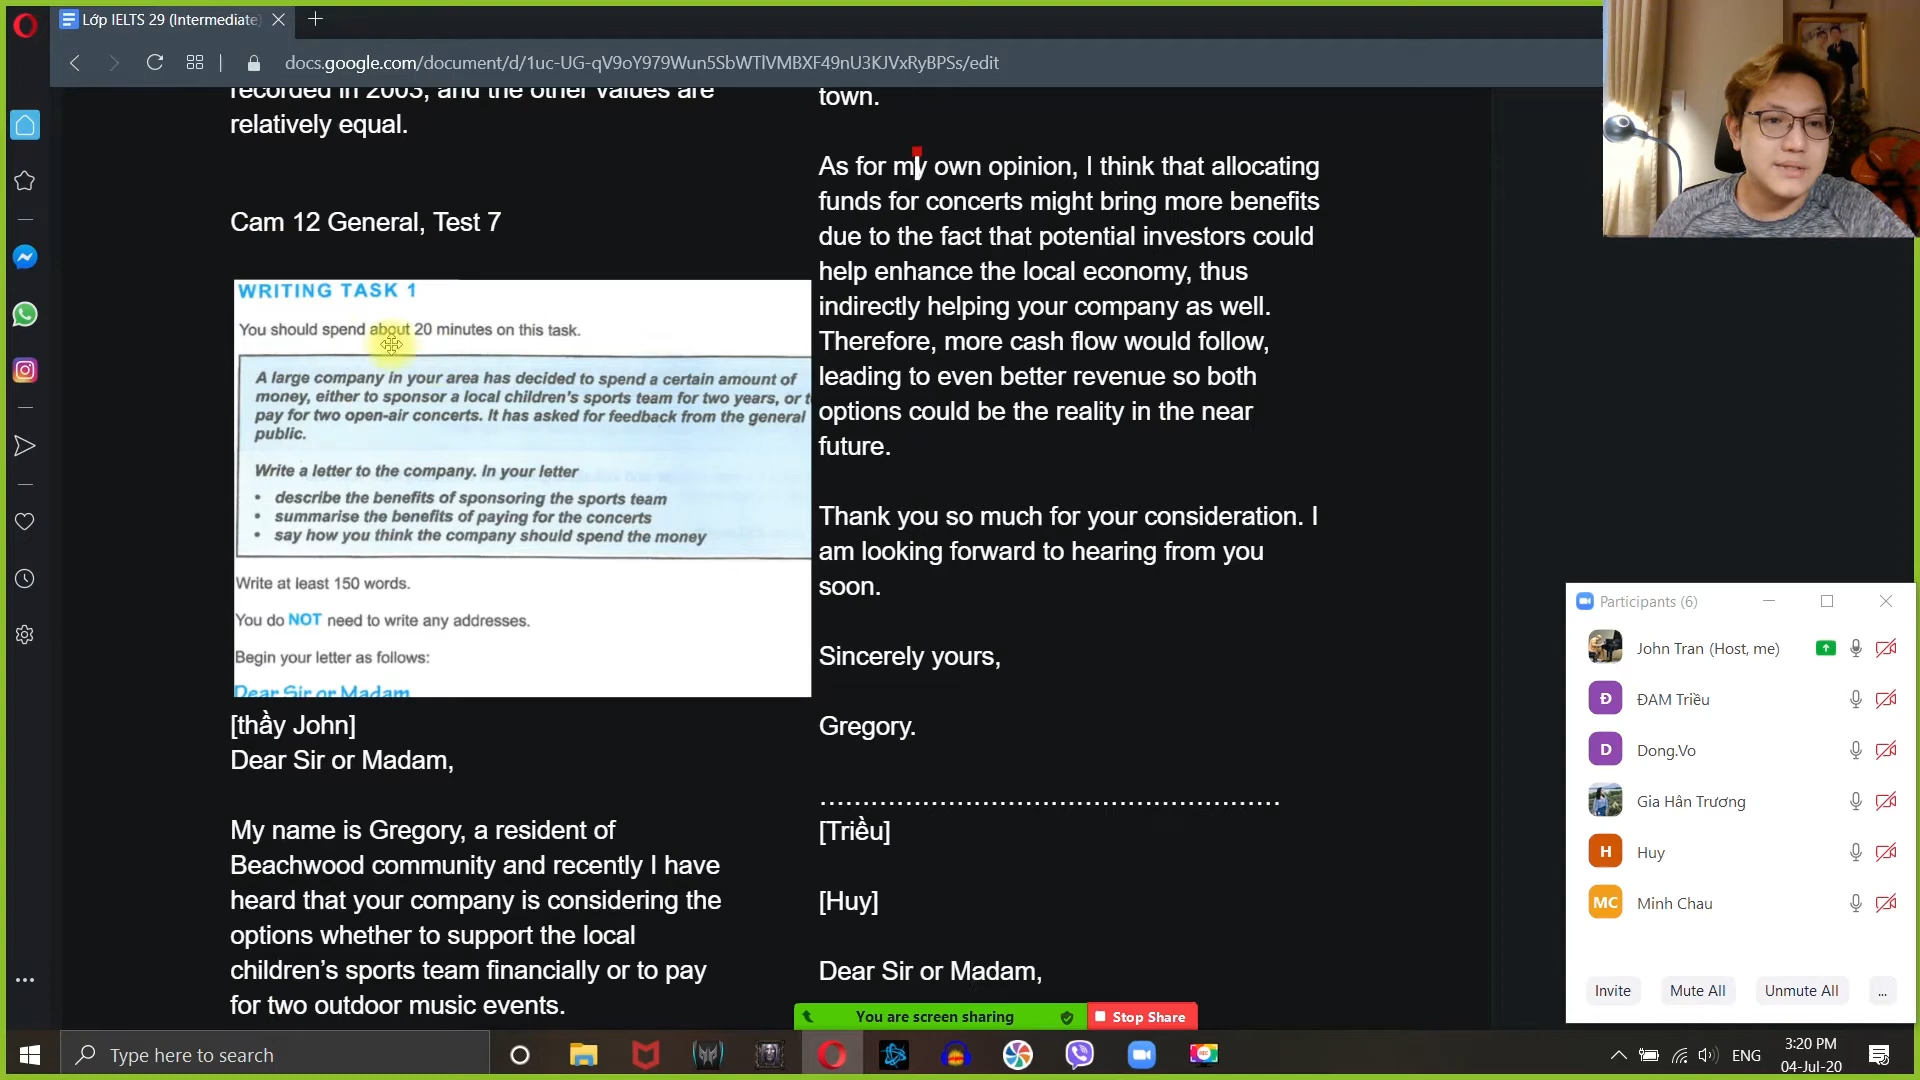 Lớp IELTS 29 (Intermediate)
docs.google.com/document/d/1uc-UG-qV9oY979Wun5SbWTlVMBXF49nU3KJVxRyBPSs/edit
recorded in 2003, and the other values are
relatively equal.
Cam 12 General, Test 7
WRITING TASK 1
You should spend about 20 minutes on this task.
A large company in your area has decided to spend a certain amount of
money, either to sponsor a local children's sports team for two years, or
pay for two open-air concerts. It has asked for feedback from the general
public.
Write a letter to the company. In your letter
• describe the benefits of sponsoring the sports team
• summarise the benefits of paying for the concerts
• say how you think the company should spend the money
Write at least 150 words.
You do NOT need to write any addresses.
Begin your letter as follows:
Dear Sir or Madam
[thầy John]
Dear Sir or Madam,
My name is Gregory, a resident of
Beachwood community and recently I have
heard that your company is considering the
options whether to support the local
children's sports team financially or to pay
for two outdoor music events.
town.
As for my own opinion, I think that allocating
funds for concerts might bring more benefits
due to the fact that potential investors could
help enhance the local economy, thus
indirectly helping your company as well.
Therefore, more cash flow would follow,
leading to even better revenue so both
options could be the reality in the near
future.
Thank you so much for your consideration. I
am looking forward to hearing from you
soon.
Sincerely yours,
Gregory.
......................................................
[Triều]
[Huy]
Dear Sir or Madam,
You are screen sharing
Stop Share
Participants (6)
John Tran (Host, me)
Đ ĐAM Triều
D Dong.Vo
Gia Hân Trương
H Huy
MC Minh Chau
Invite
Mute All
Unmute All
...
Type here to search
ENG
3:20 PM
04-Jul-20